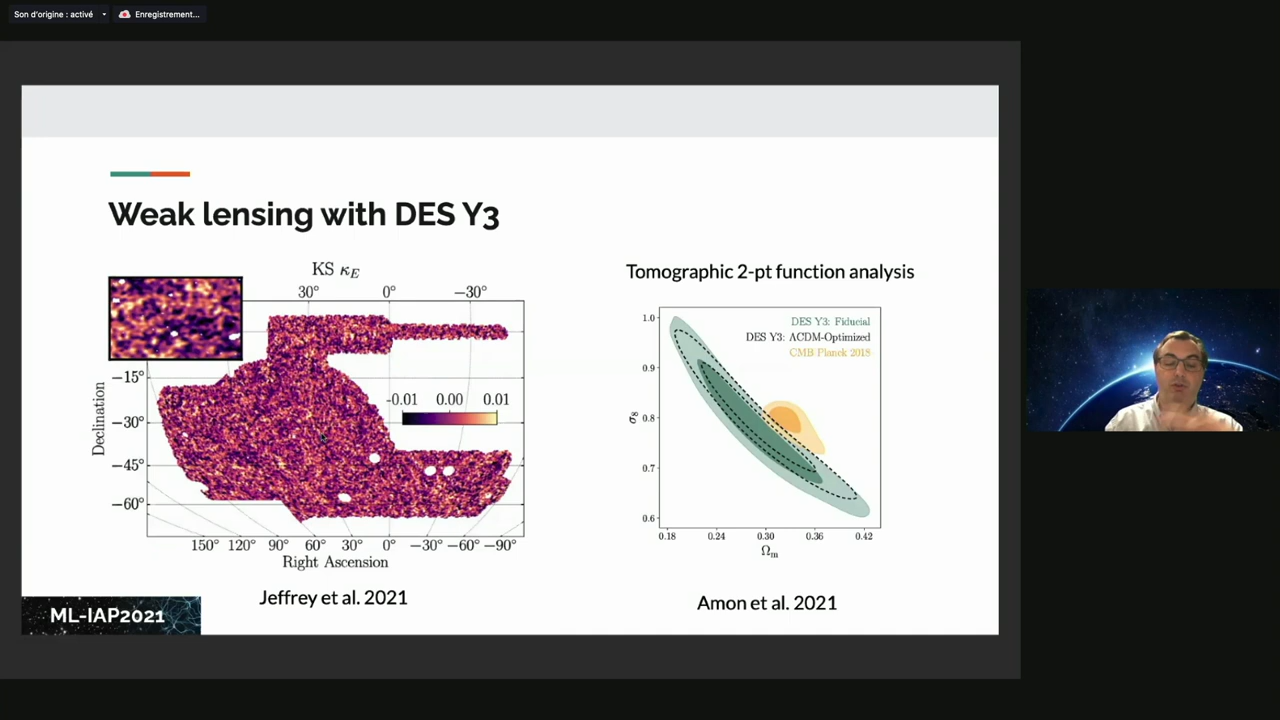 Son d'origine : activé
Enregistrement...
Weak lensing with DES Y3
KS κE
30° 0° −30°
−15°
−30°
−45°
−60°
Declination
-0.01 0.00 0.01
150° 120° 90° 60° 30° 0° −30° −60° −90°
Right Ascension
Jeffrey et al. 2021
Tomographic 2-pt function analysis
DES Y3: Fiducial
DES Y3: ΛCDM-Optimized
CMB Planck 2018
1.0
0.9
0.8
0.7
0.6
σ8
0.18 0.24 0.30 0.36 0.42
Ωm
Amon et al. 2021
ML-IAP2021